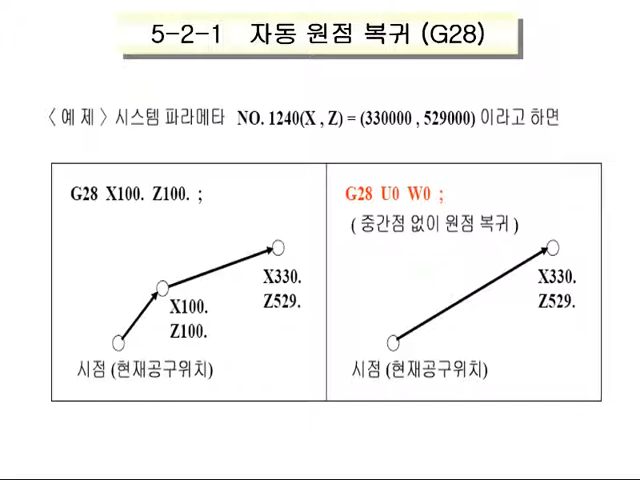 5-2-1 자동 원점 복귀 (G28)
〈 예 제 〉 시스템 파라메타 NO. 1240(X , Z) = (330000 , 529000) 이라고 하면
G28 X100. Z100. ;
X330.
Z529.
X100.
Z100.
시점 (현재공구위치)
G28 U0 W0 ;
( 중간점 없이 원점 복귀 )
X330.
Z529.
시점 (현재공구위치)